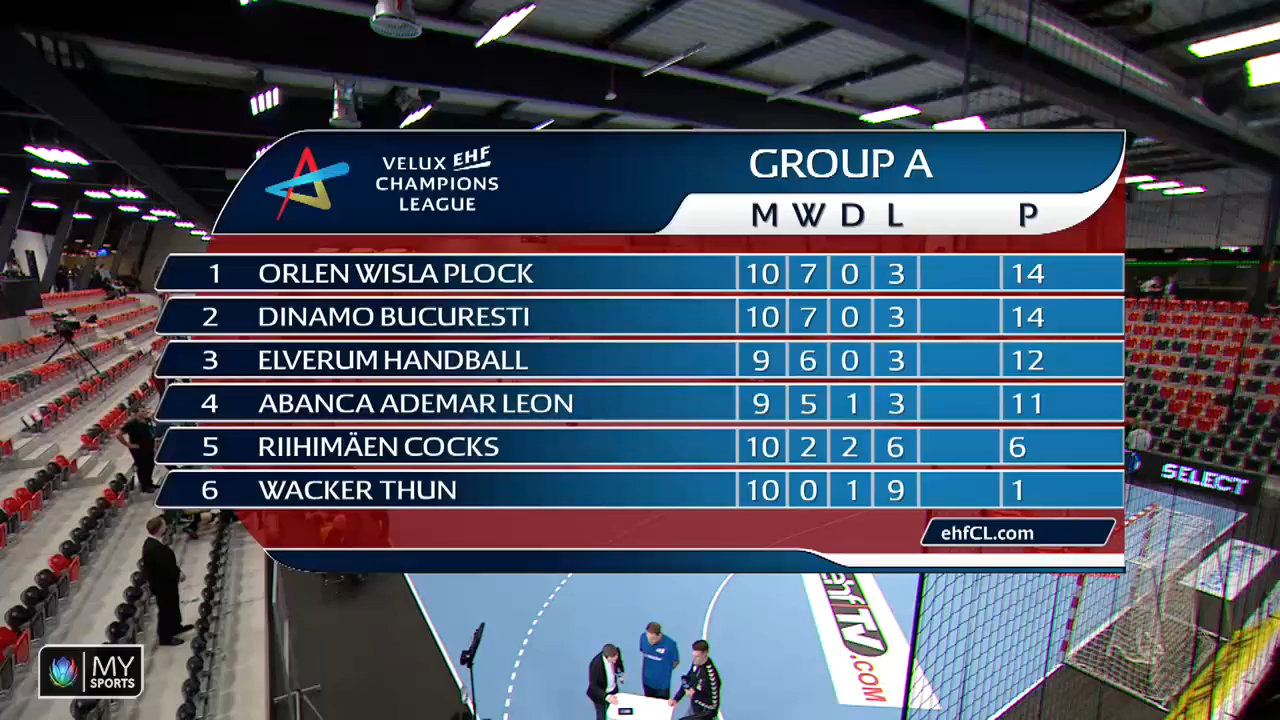 VELUX EHF
CHAMPIONS
LEAGUE
GROUP A
M W D L P
1 ORLEN WISLA PLOCK 10 7 0 3 14
2 DINAMO BUCURESTI 10 7 0 3 14
3 ELVERUM HANDBALL 9 6 0 3 12
4 ABANCA ADEMAR LEON 9 5 1 3 11
5 RIIHIMÄEN COCKS 10 2 2 6 6
6 WACKER THUN 10 0 1 9 1
ehfCL.com
SELECT
ehfTV.COM
MY
SPORTS